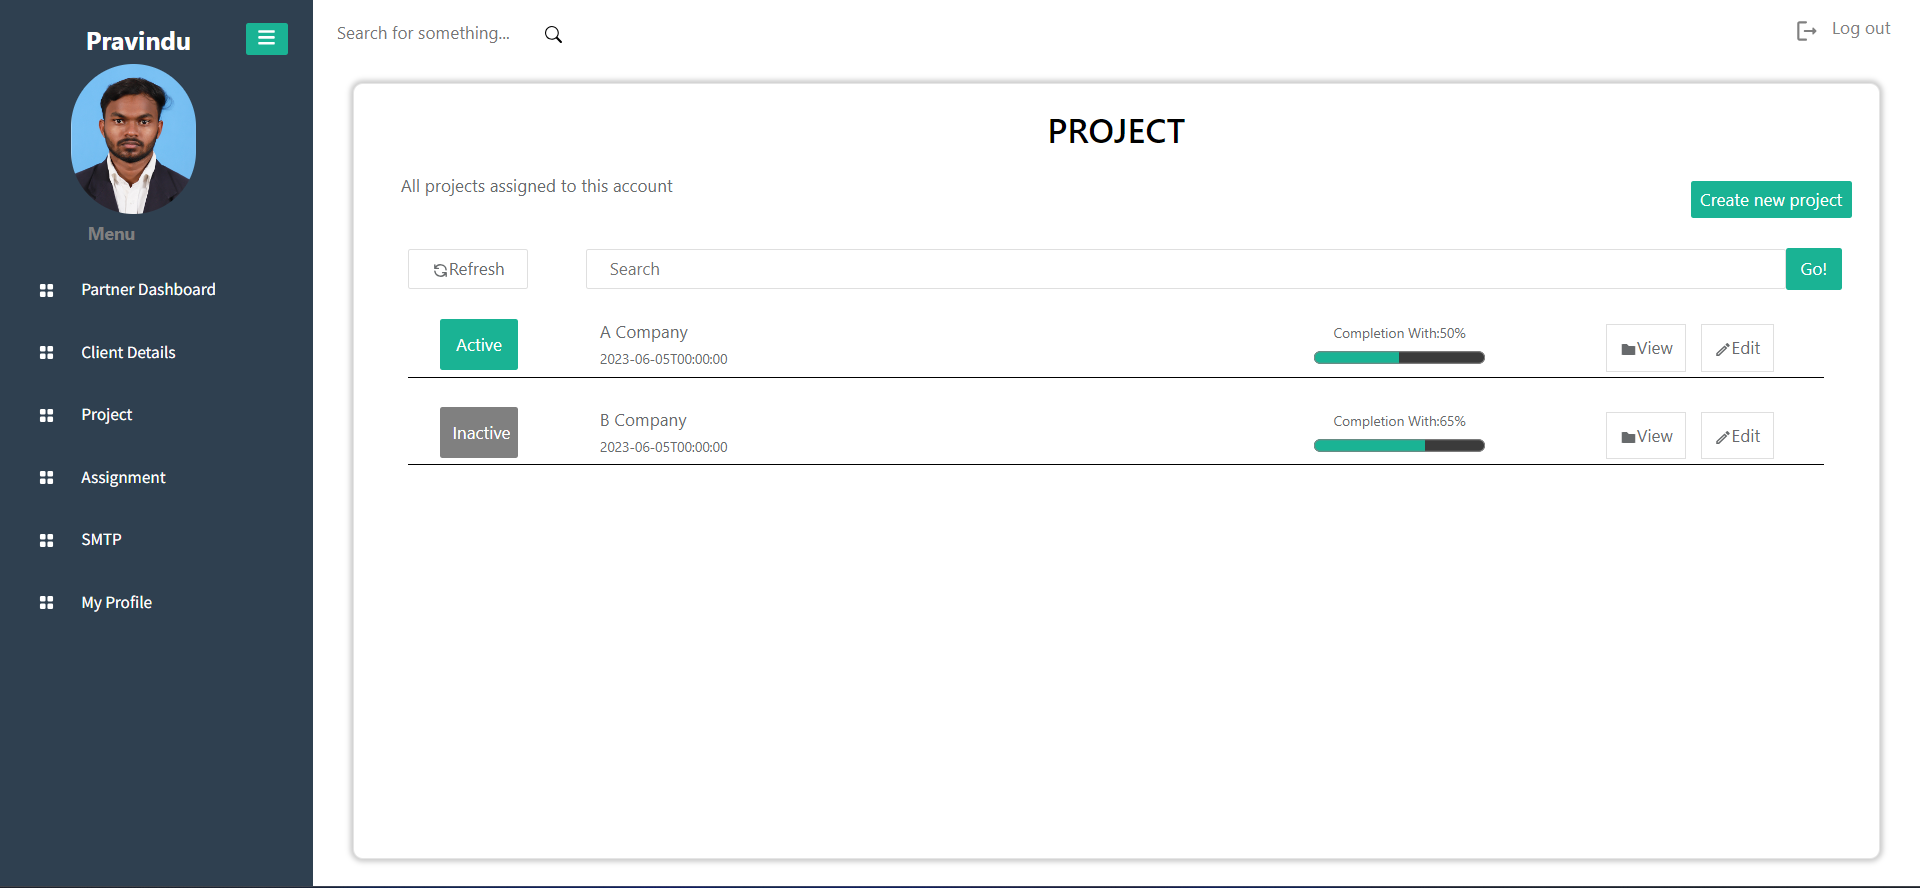 Pravindu
Menu
Partner Dashboard
Client Details
Project
Assignment
SMTP
My Profile
Search for something...
Log out
PROJECT
All projects assigned to this account
Create new project
Refresh
Search
Go!
Active
A Company
2023-06-05T00:00:00
Completion With:50%
View
Edit
Inactive
B Company
2023-06-05T00:00:00
Completion With:65%
View
Edit